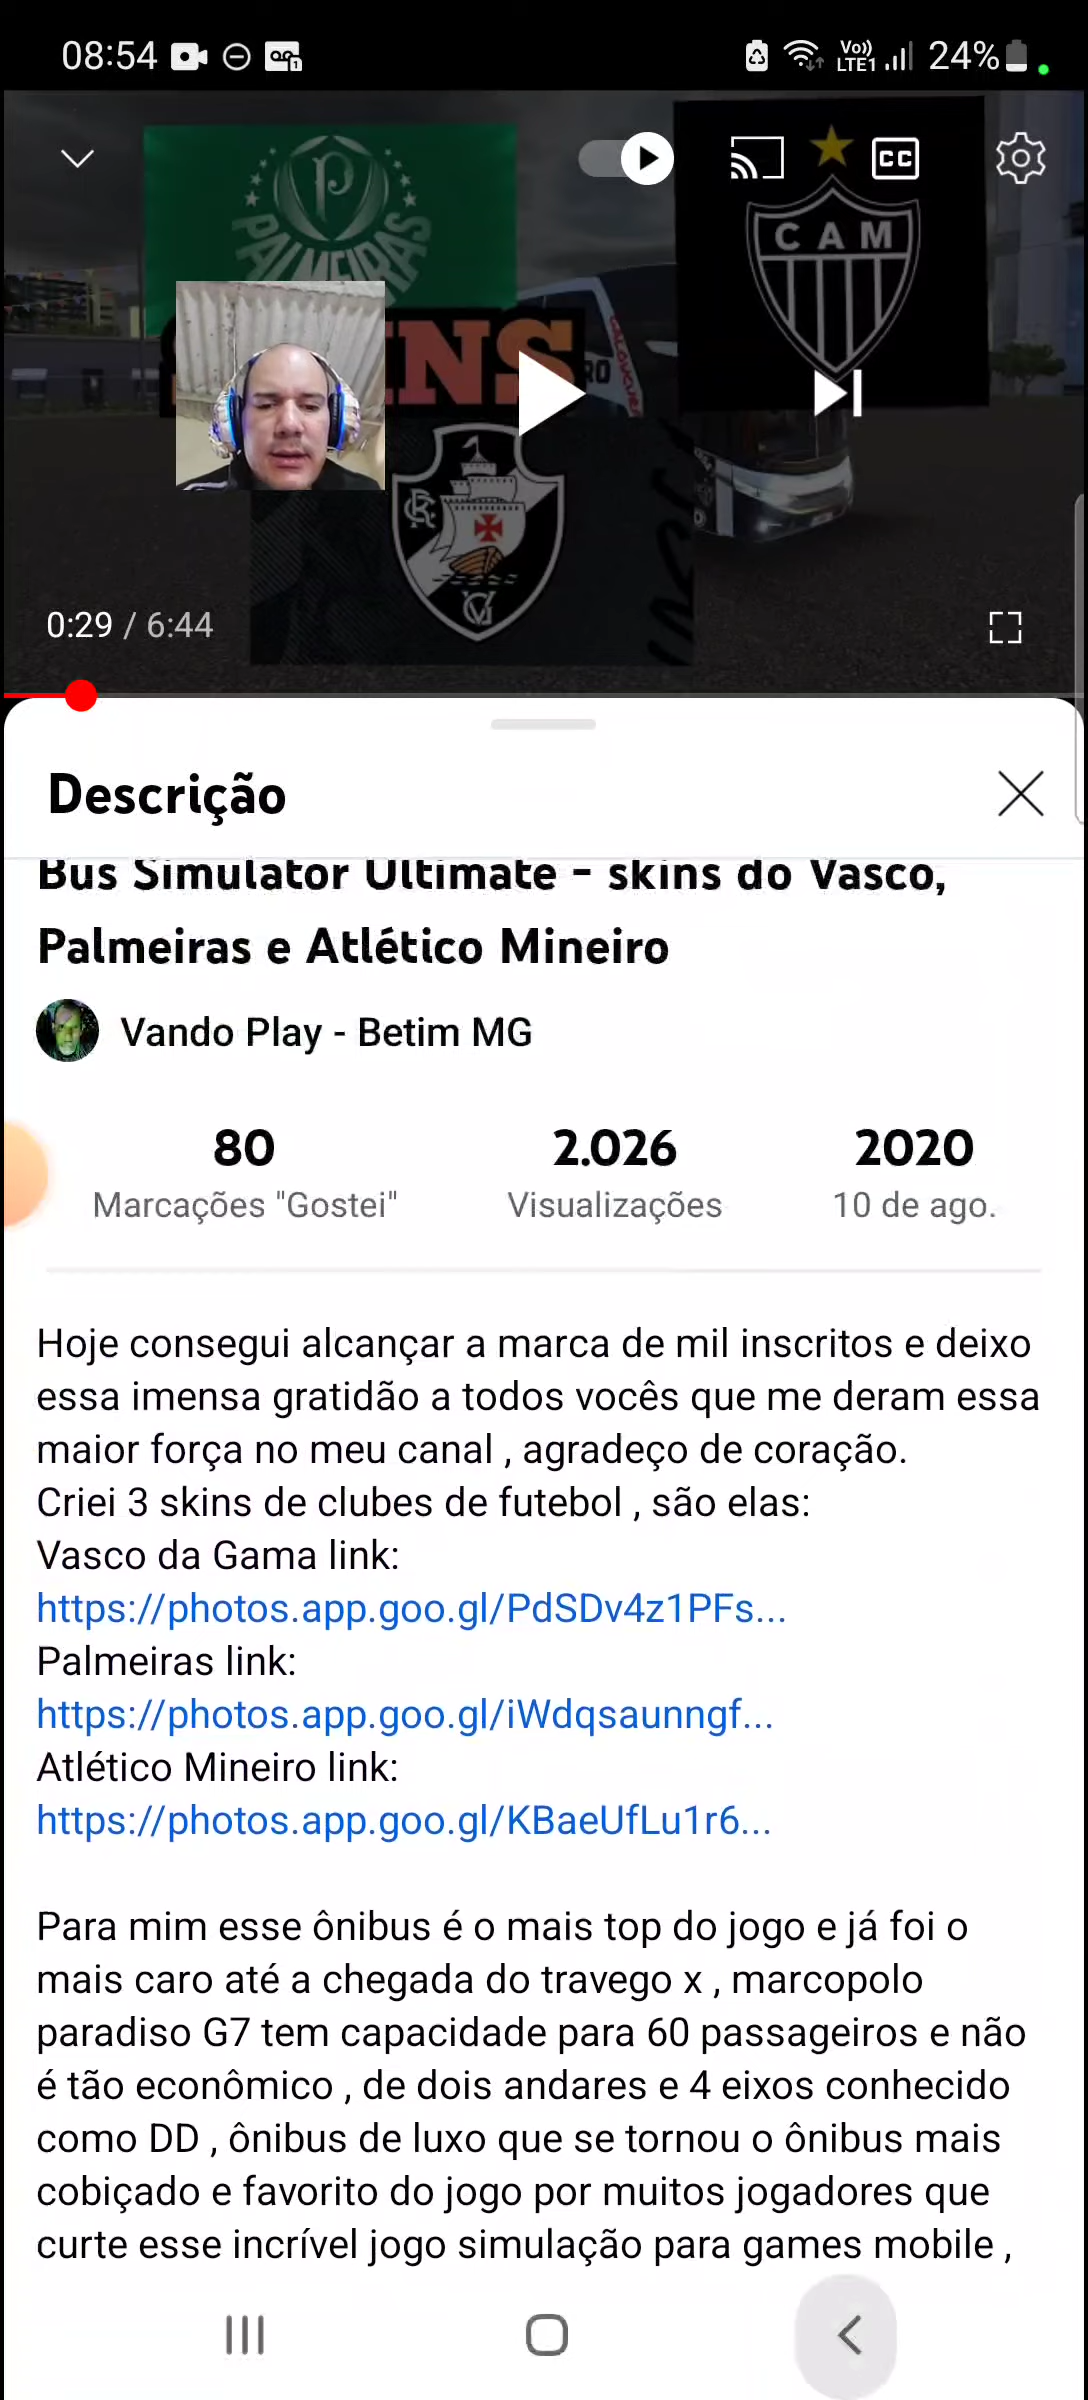 08:54
Vo))
LTE1
24%
PALMEIRAS
CAM
CC
INS
0:29 / 6:44
Descrição
Bus Simulator Ultimate - skins do Vasco,
Palmeiras e Atlético Mineiro
Vando Play - Betim MG
80
2.026
2020
Marcações "Gostei"
Visualizações
10 de ago.
Hoje consegui alcançar a marca de mil inscritos e deixo
essa imensa gratidão a todos vocês que me deram essa
maior força no meu canal , agradeço de coração.
Criei 3 skins de clubes de futebol , são elas:
Vasco da Gama link:
https://photos.app.goo.gl/PdSDv4z1PFs...
Palmeiras link:
https://photos.app.goo.gl/iWdqsaunngf...
Atlético Mineiro link:
https://photos.app.goo.gl/KBaeUfLu1r6...
Para mim esse ônibus é o mais top do jogo e já foi o
mais caro até a chegada do travego x , marcopolo
paradiso G7 tem capacidade para 60 passageiros e não
é tão econômico , de dois andares e 4 eixos conhecido
como DD , ônibus de luxo que se tornou o ônibus mais
cobiçado e favorito do jogo por muitos jogadores que
curte esse incrível jogo simulação para games mobile ,